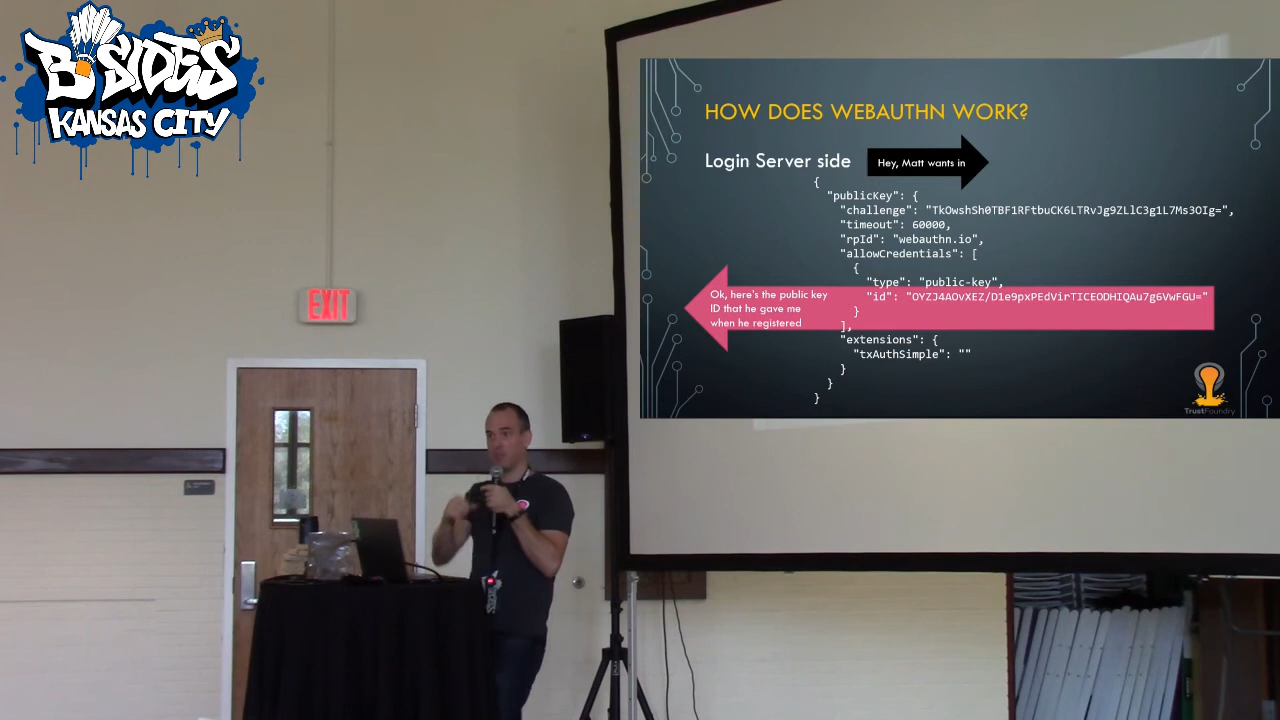 B·SIDES
KANSAS CITY
EXIT
HOW DOES WEBAUTHN WORK?
Login Server side
Hey, Matt wants in
{
"publicKey": {
"challenge": "TkOwshSh0TBF1RFtbuCK6LTRvJg9ZLlC3g1L7Ms3OIg=",
"timeout": 60000,
"rpId": "webauthn.io",
"allowCredentials": [
{
"type": "public-key",
"id": "OYZJ4AOvXEZ/D1e9pxPEdVirTICEODHIQAu7g6VwFGU="
}
],
"extensions": {
"txAuthSimple": ""
}
}
}
Ok, here's the public key
ID that he gave me
when he registered
TrustFoundry